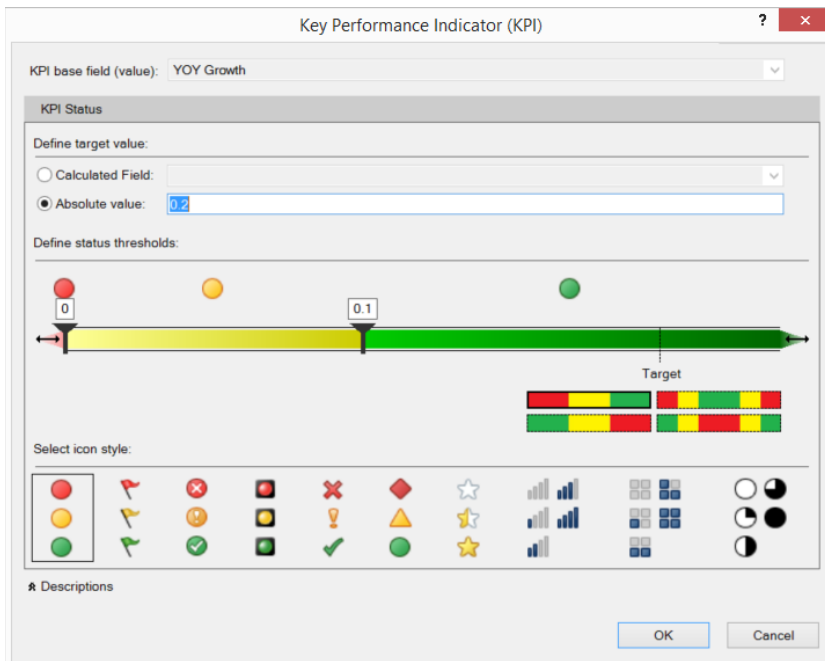 Key Performance Indicator (KPI)
?
KPI base field (value): YOY Growth
KPI Status
Define target value:
Calculated Field:
Absolute value: 0.2
Define status thresholds:
0 0.1
Target
Select icon style:
Descriptions
OK Cancel